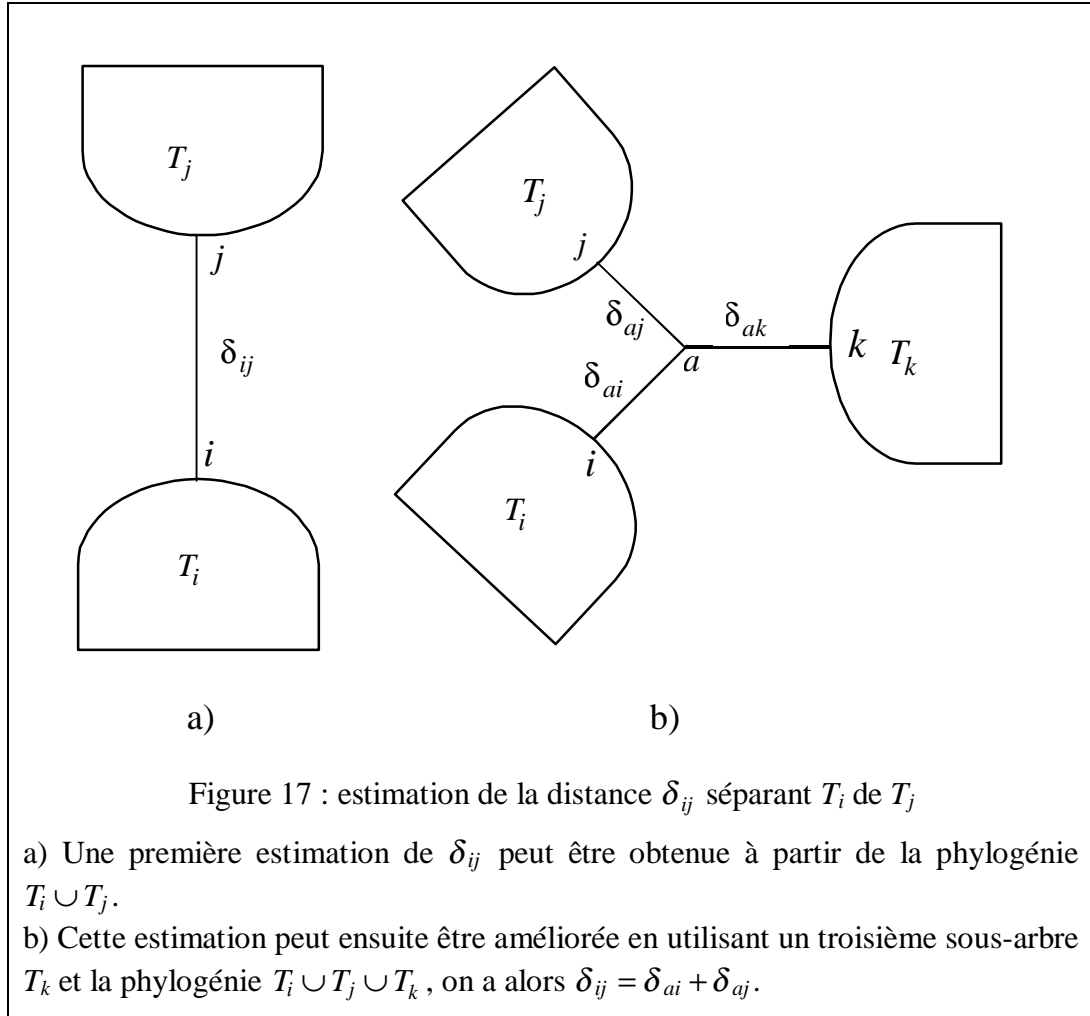 T_j
j
δ_ij
i
T_i
a)
T_j
j
δ_aj
δ_ak
a
k T_k
δ_ai
i
T_i
b)
Figure 17 : estimation de la distance δ_ij séparant T_i de T_j
a) Une première estimation de δ_ij peut être obtenue à partir de la phylogénie
T_i ∪ T_j.
b) Cette estimation peut ensuite être améliorée en utilisant un troisième sous-arbre
T_k et la phylogénie T_i ∪ T_j ∪ T_k , on a alors δ_ij = δ_ai + δ_aj.